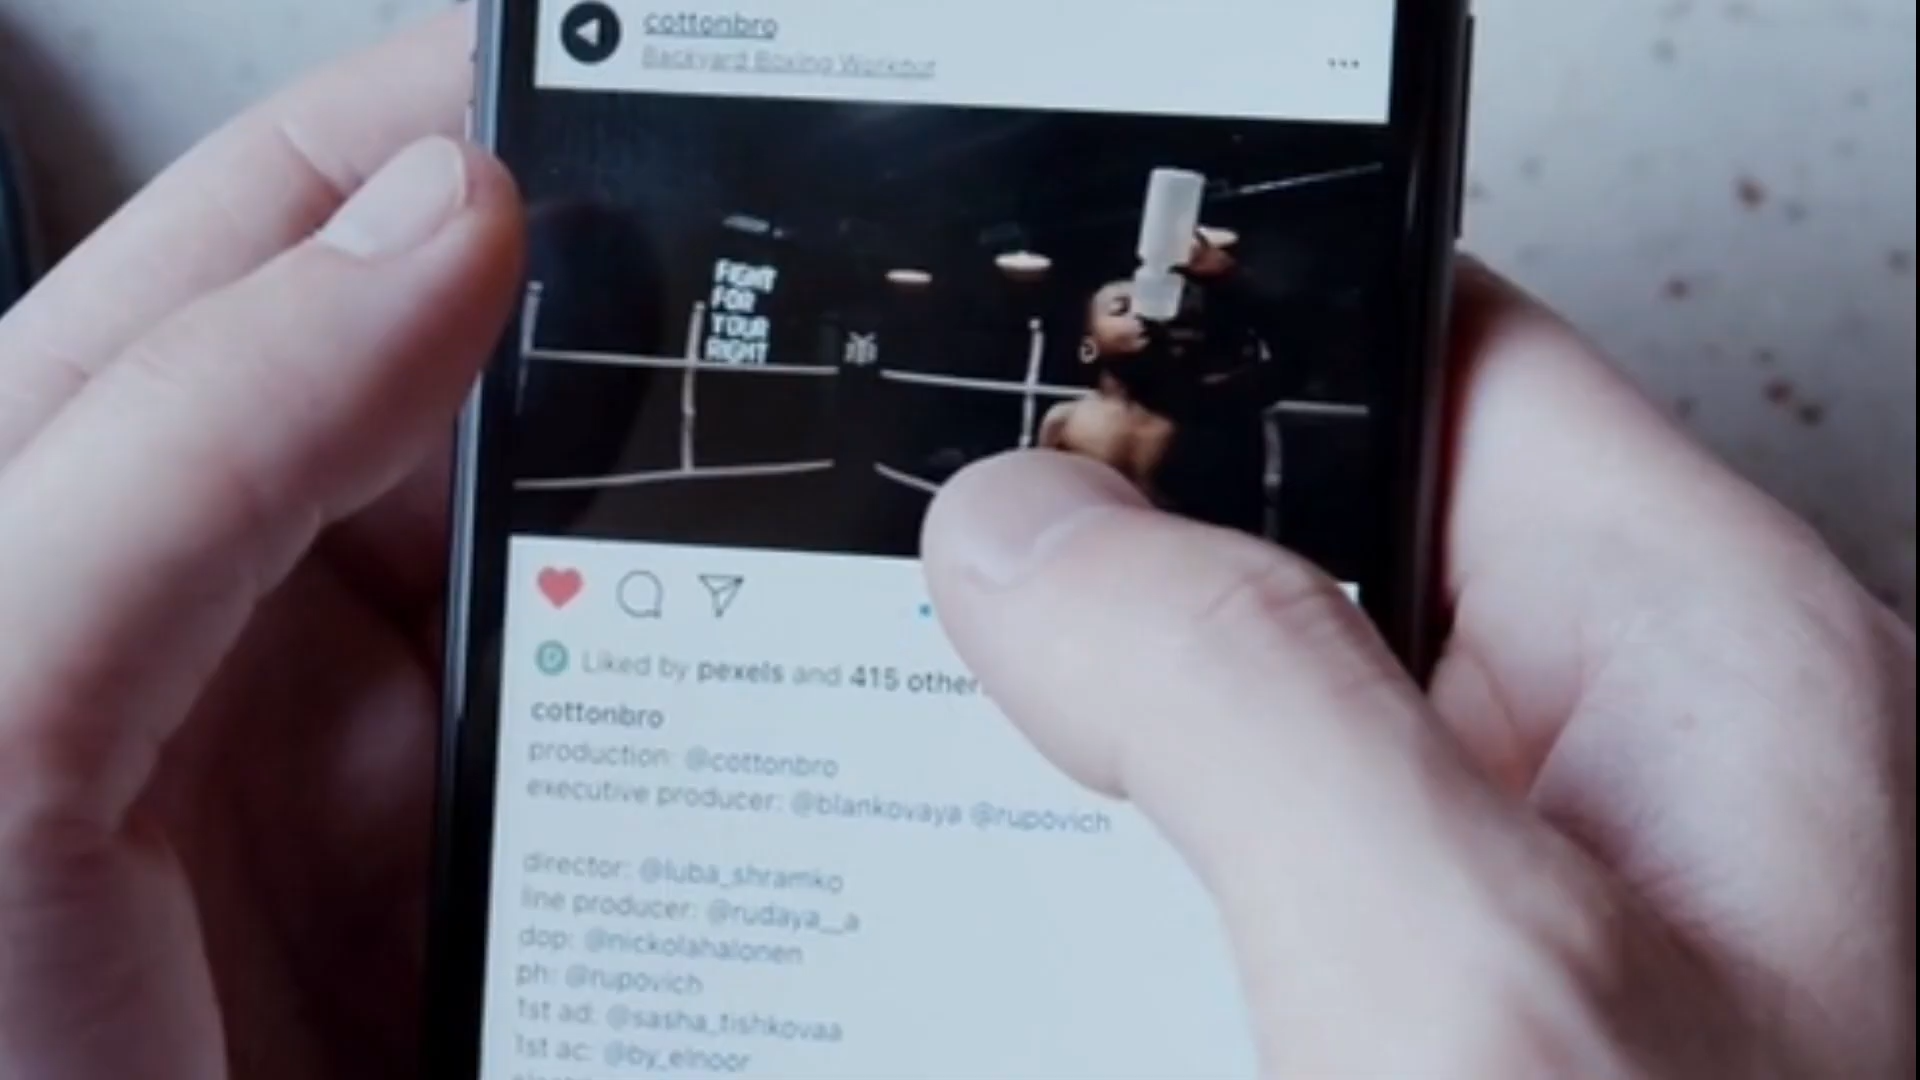 cottonbro
Backyard Boxing Workout
FIGHT
FOR
YOUR
RIGHT
Liked by pexels and 415 other
cottonbro
production: @cottonbro
executive producer: @blankovaya @rupovich
director: @luba_shramko
line producer: @rudaya__a
dop: @nickolahalonen
ph: @rupovich
1st ad: @sasha_tishkovaa
1st ac: @by_elnoor